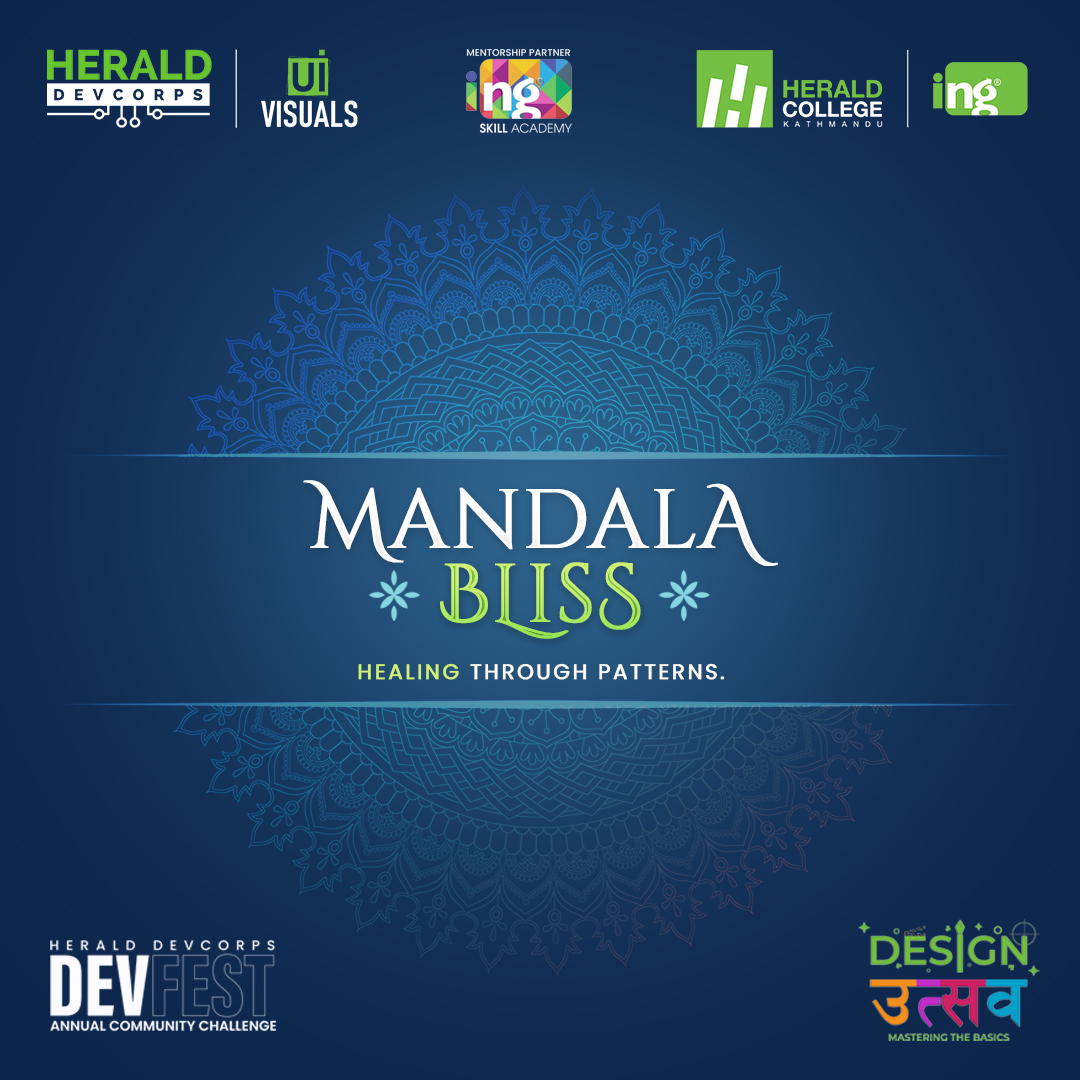 HERALD
DEVCORPS
ui
VISUALS
MENTORSHIP PARTNER
ing®
SKILL ACADEMY
HERALD
COLLEGE
KATHMANDU
ing®
MANDALA
BLISS
HEALING THROUGH PATTERNS.
HERALD DEVCORPS
DEVFEST
ANNUAL COMMUNITY CHALLENGE
DESIGN
उत्सव
MASTERING THE BASICS